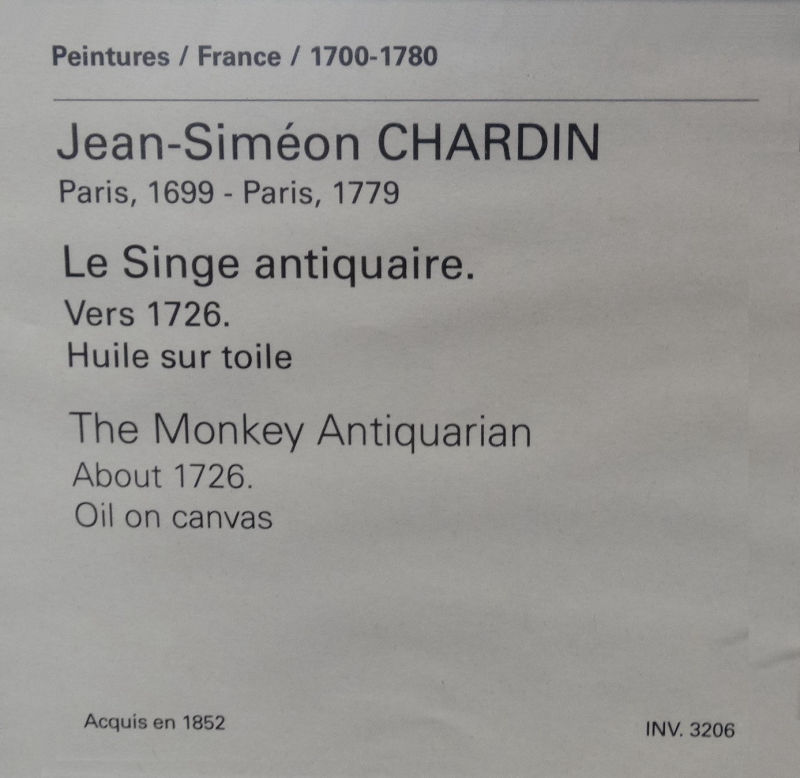 Peintures / France / 1700-1780
Jean-Siméon CHARDIN
Paris, 1699 - Paris, 1779
Le Singe antiquaire.
Vers 1726.
Huile sur toile
The Monkey Antiquarian
About 1726.
Oil on canvas
Acquis en 1852
INV. 3206